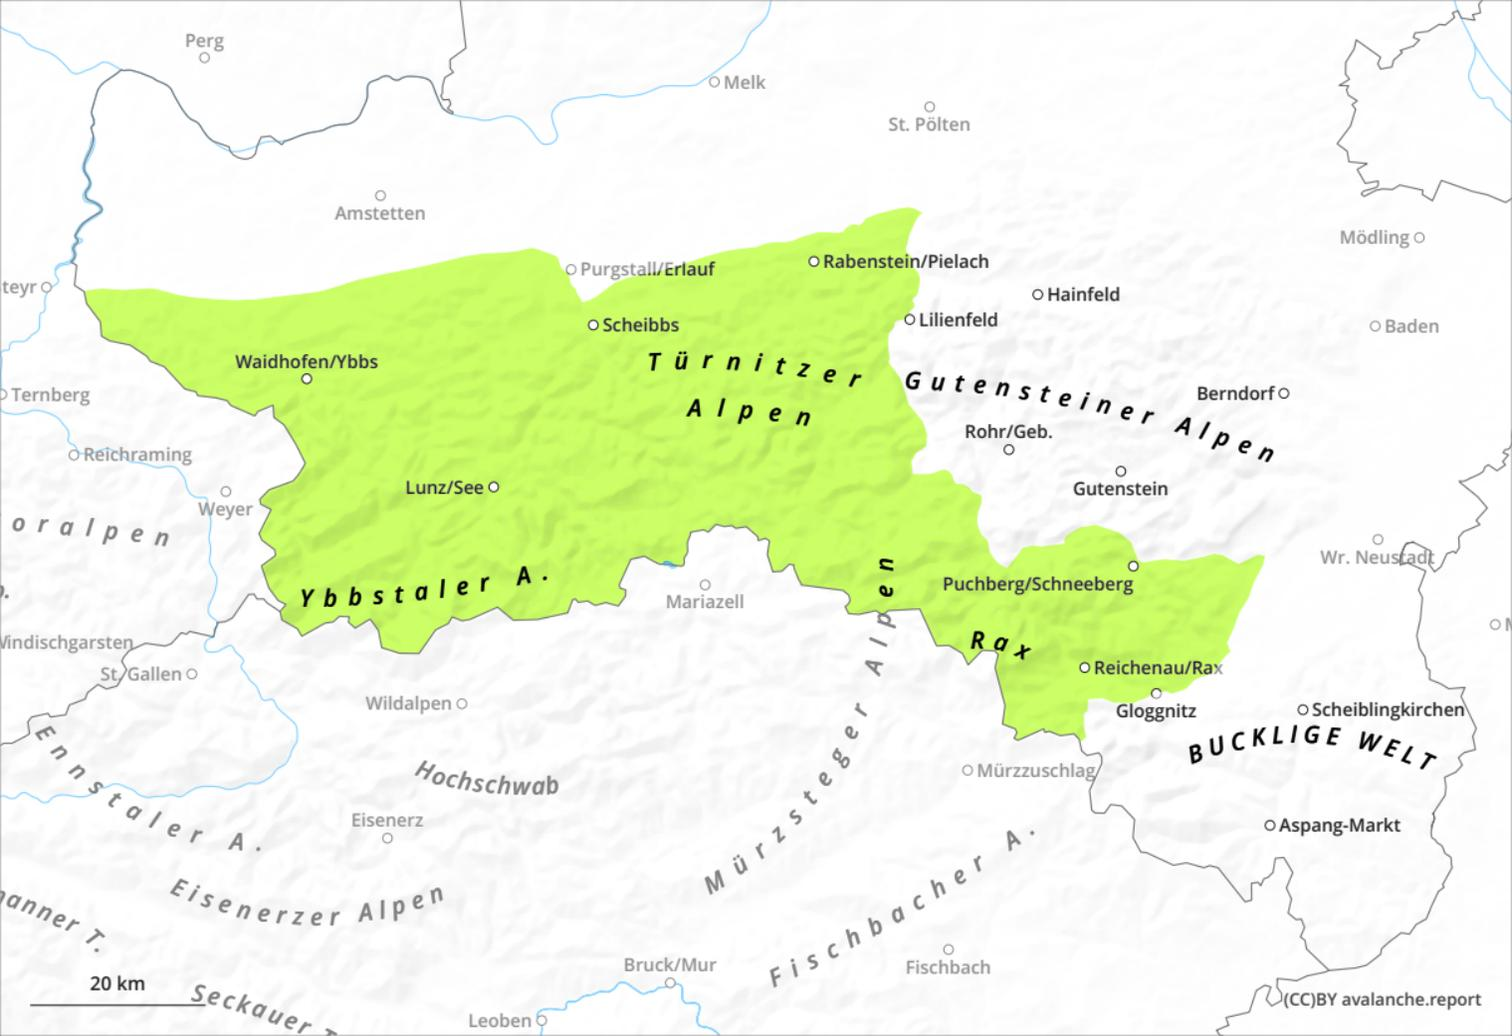 Perg
Melk
St. Pölten
Amstetten
Mödling
Rabenstein/Pielach
Purgstall/Erlauf
teyr
Hainfeld
Lilienfeld
Scheibbs
Baden
Waidhofen/Ybbs
Türnitzer
Alpen
Gutensteiner Alpen
Berndorf
Ternberg
Rohr/Geb.
Reichraming
Lunz/See
Gutenstein
Weyer
oralpen
Wr. Neustadt
Ybbstaler A.
Puchberg/Schneeberg
Mariazell
Windischgarsten
Rax
Reichenau/Rax
St. Gallen
Wildalpen
Gloggnitz
Scheiblingkirchen
BUCKLIGE WELT
Mürzsteger Alpen
Ennstaler A.
Hochschwab
Mürzzuschlag
Eisenerz
Aspang-Markt
Eisenerzer Alpen
Fischbacher A.
anner T.
Bruck/Mur
Fischbach
20 km
Seckauer T
(CC)BY avalanche.report
Leoben